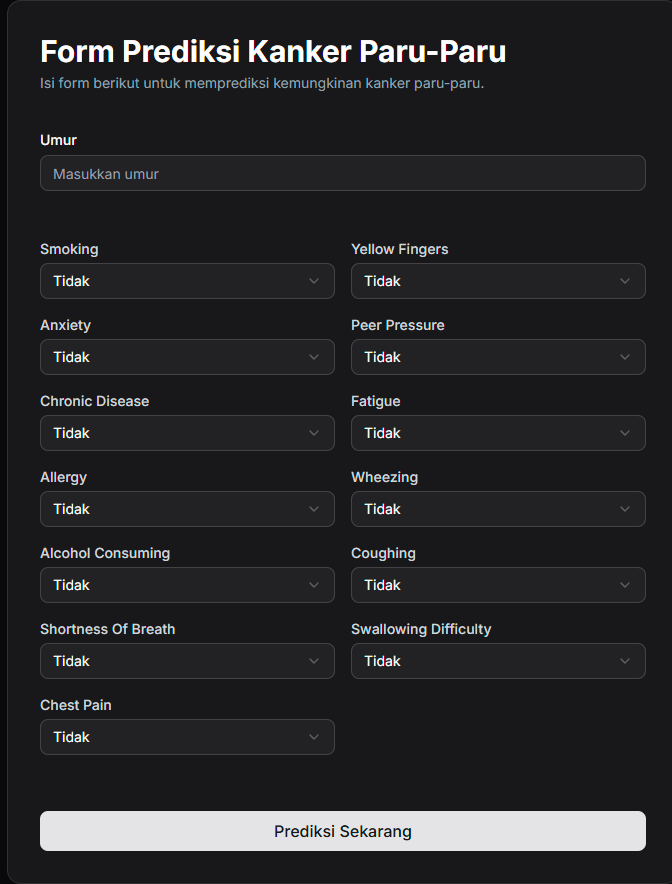 Form Prediksi Kanker Paru-Paru
Isi form berikut untuk memprediksi kemungkinan kanker paru-paru.
Umur
Masukkan umur
Smoking
Tidak
Yellow Fingers
Tidak
Anxiety
Tidak
Peer Pressure
Tidak
Chronic Disease
Tidak
Fatigue
Tidak
Allergy
Tidak
Wheezing
Tidak
Alcohol Consuming
Tidak
Coughing
Tidak
Shortness Of Breath
Tidak
Swallowing Difficulty
Tidak
Chest Pain
Tidak
Prediksi Sekarang